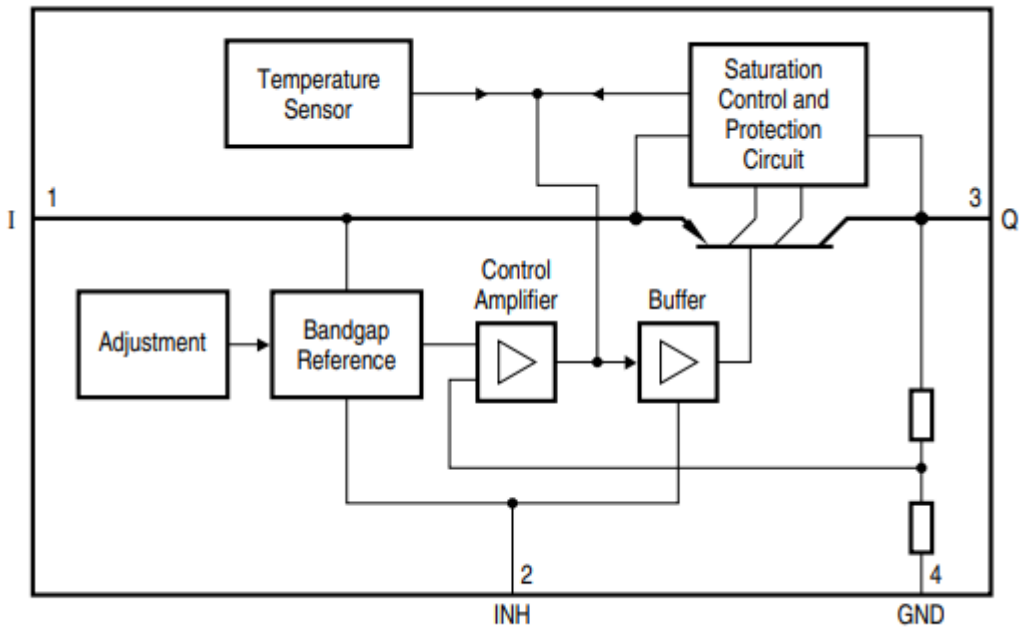 Temperature
Sensor
Saturation
Control and
Protection
Circuit
1
3
I
Q
Control
Amplifier
Buffer
Adjustment
Bandgap
Reference
2
4
INH
GND